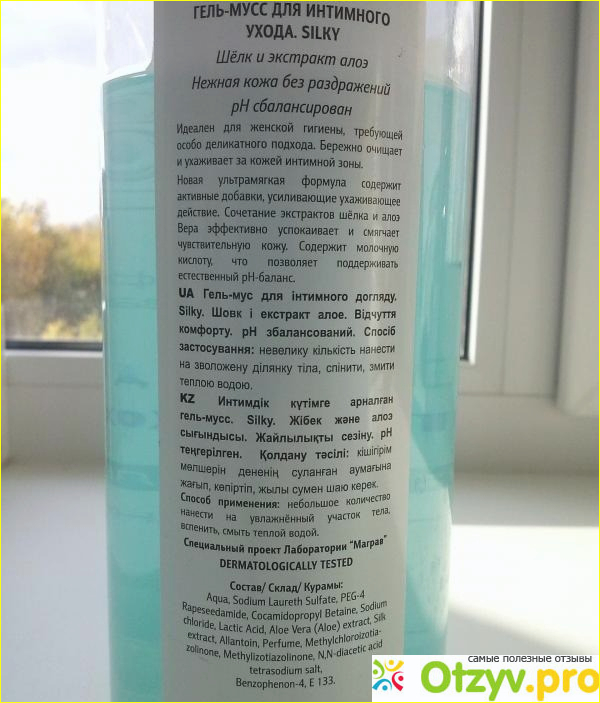 ГЕЛЬ-МУСС ДЛЯ ИНТИМНОГО
УХОДА. SILKY
Шёлк и экстракт алоэ
Нежная кожа без раздражений
pH сбалансирован
Идеален для женской гигиены, требующей
особо деликатного подхода. Бережно очищает
и ухаживает за кожей интимной зоны.
Новая ультрамягкая формула содержит
активные добавки, усиливающие ухаживающее
действие. Сочетание экстрактов шёлка и алоэ
Вера эффективно успокаивает и смягчает
чувствительную кожу. Содержит молочную
кислоту, что позволяет поддерживать
естественный pH-баланс.
UA Гель-мус для інтимного догляду.
Silky. Шовк і екстракт алое. Відчуття
комфорту. pH збалансований. Спосіб
застосування: невелику кількість нанести
на зволожену ділянку тіла, спінити, змити
теплою водою.
KZ Интимдік күтімге арналған
гель-мусс. Silky. Жібек және алоэ
сығындысы. Жайлылықты сезіну. pH
теңгерілген. Қолдану тәсілі: кішігірім
мөлшерін дененің суланған аумағына
жағып, көпіртіп, жылы сумен шаю керек.
Способ применения: небольшое количество
нанести на увлажнённый участок тела,
вспенить, смыть теплой водой.
Специальный проект Лаборатории "Маграв"
DERMATOLOGICALLY TESTED
Состав/ Склад/ Курамы:
Aqua, Sodium Laureth Sulfate, PEG-4
Rapeseedamide, Cocamidopropyl Betaine, Sodium
chloride, Lactic Acid, Aloe Vera (Aloe) extract, Silk
extract, Allantoin, Perfume, Methylchloroizotia-
zolinone, Methylizotiazolinone, N,N-diacetic acid
tetrasodium salt,
Benzophenon-4, E 133.
самые полезные отзывы
Otzyv.pro